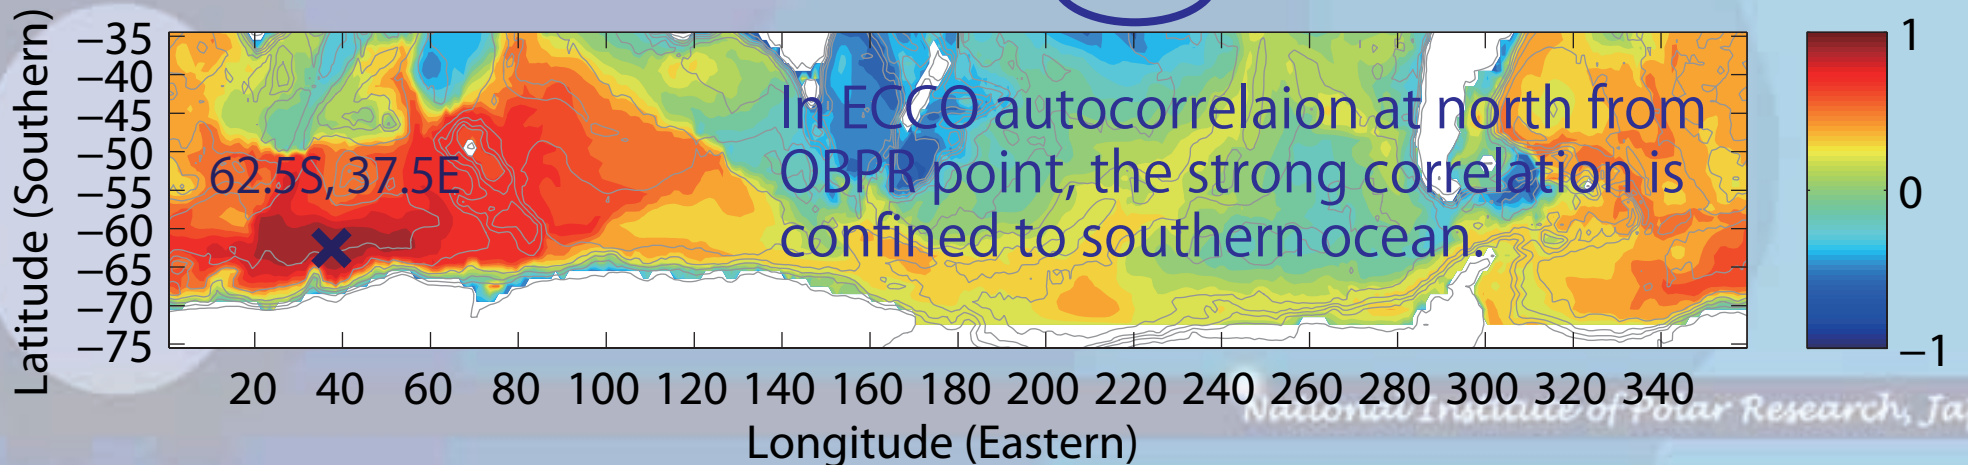 Latitude (Southern)
−35
−40
−45
−50
−55
−60
−65
−70
−75
62.5S, 37.5E
In ECCO autocorrelaion at north from
OBPR point, the strong correlation is
confined to southern ocean.
1
0
−1
20 40 60 80 100 120 140 160 180 200 220 240 260 280 300 320 340
Longitude (Eastern)
National Institute of Polar Research,